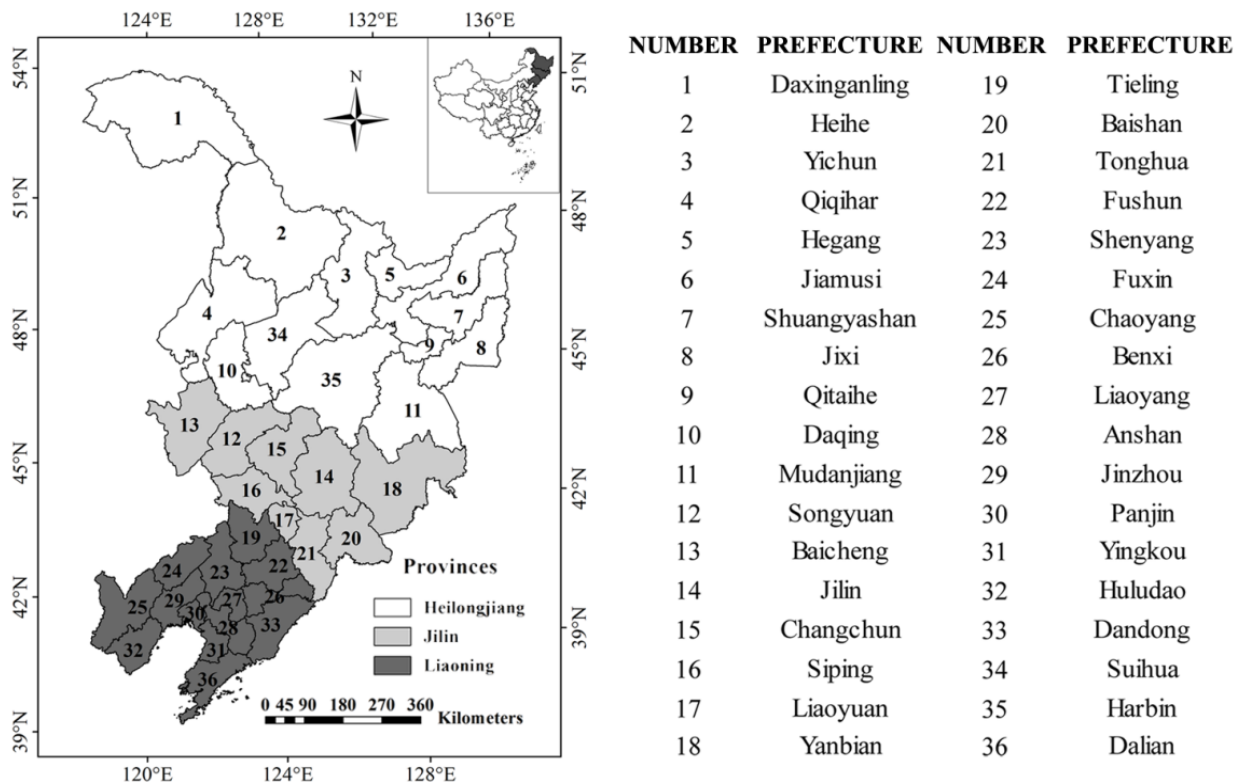 124°E 128°E 132°E 136°E
54°N
51°N
48°N
45°N
42°N
39°N
51°N
48°N
45°N
42°N
39°N
120°E 124°E 128°E
N
1
2
3
5
6
4
7
34
9
8
10
35
11
13
12
15
14
18
16
17
20
19
21
22
24
23
25
29
27
26
30
28
33
32
31
36
Provinces
Heilongjiang
Jilin
Liaoning
0 45 90 180 270 360
Kilometers
NUMBER PREFECTURE NUMBER PREFECTURE
1 Daxinganling 19 Tieling
2 Heihe 20 Baishan
3 Yichun 21 Tonghua
4 Qiqihar 22 Fushun
5 Hegang 23 Shenyang
6 Jiamusi 24 Fuxin
7 Shuangyashan 25 Chaoyang
8 Jixi 26 Benxi
9 Qitaihe 27 Liaoyang
10 Daqing 28 Anshan
11 Mudanjiang 29 Jinzhou
12 Songyuan 30 Panjin
13 Baicheng 31 Yingkou
14 Jilin 32 Huludao
15 Changchun 33 Dandong
16 Siping 34 Suihua
17 Liaoyuan 35 Harbin
18 Yanbian 36 Dalian